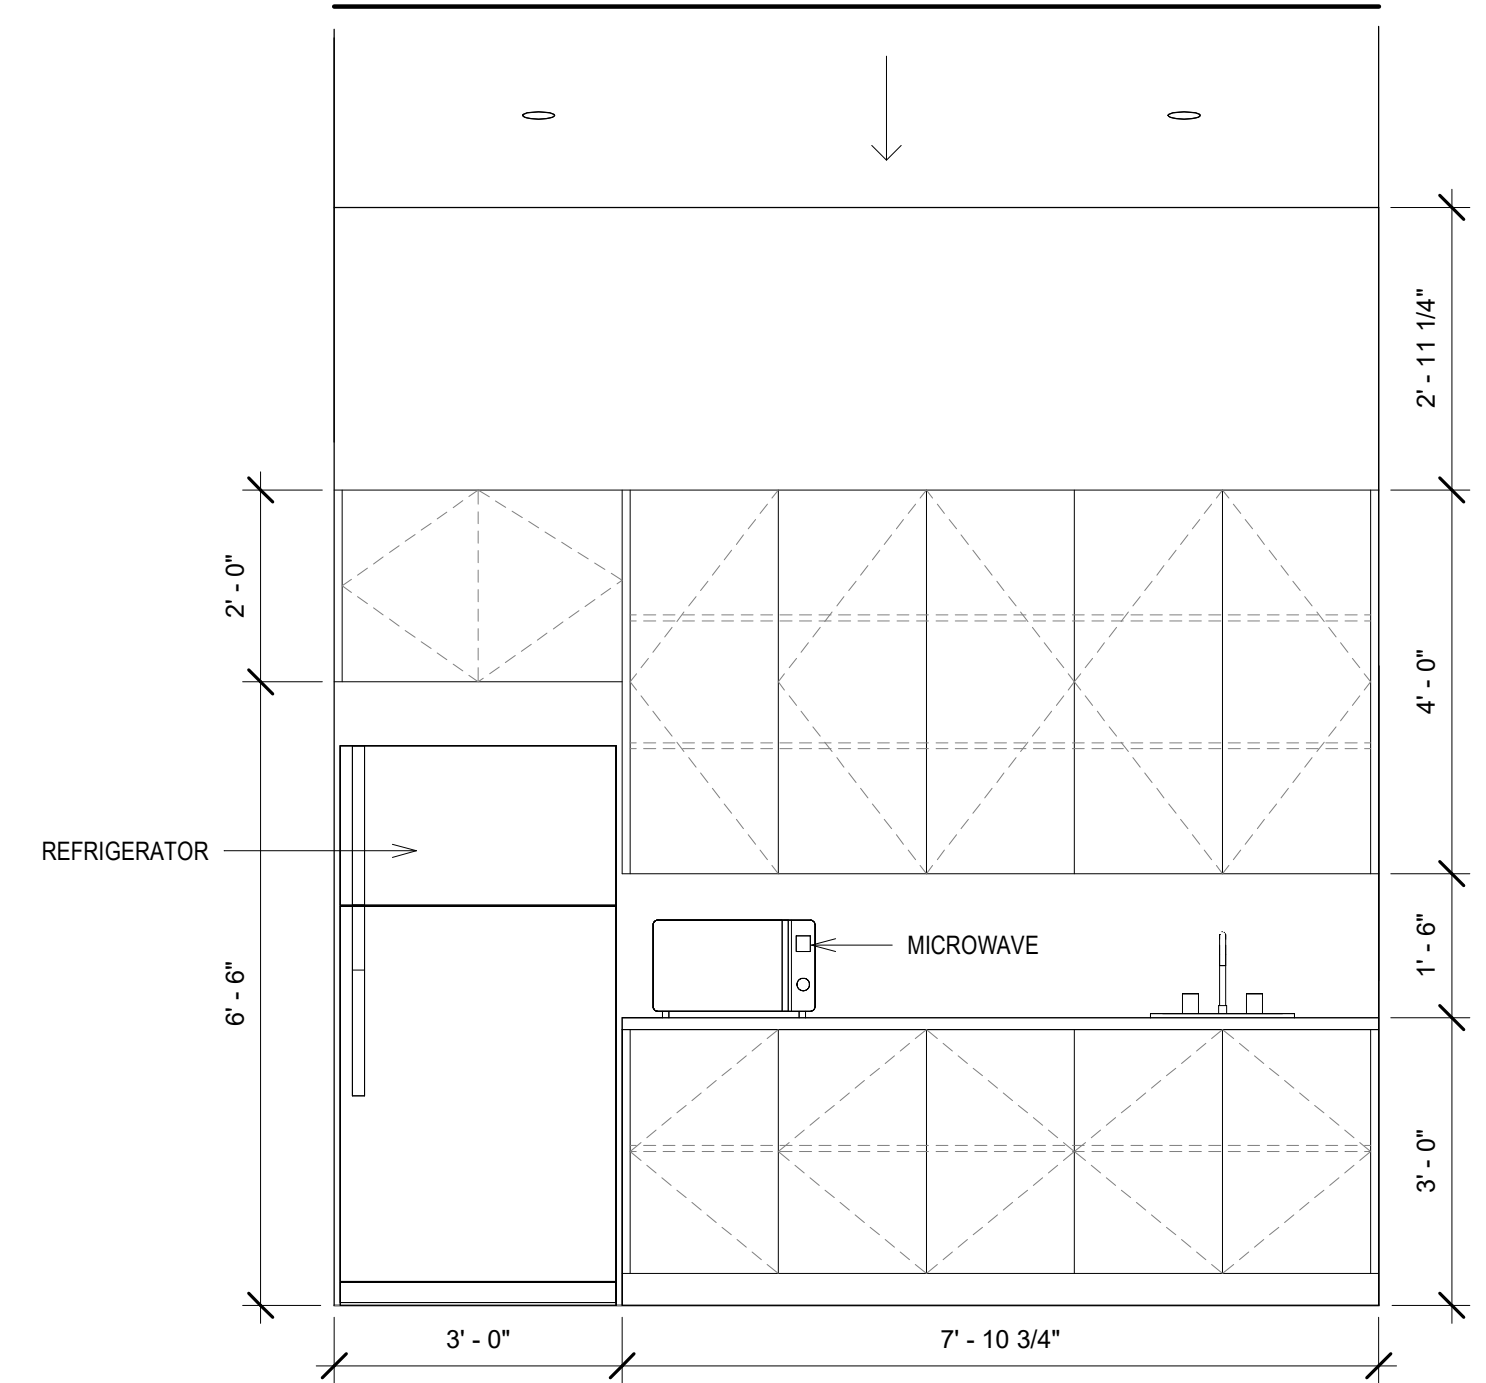 2' - 11 1/4"
2' - 0"
4' - 0"
REFRIGERATOR
MICROWAVE
1' - 6"
6' - 6"
3' - 0"
3' - 0"
7' - 10 3/4"